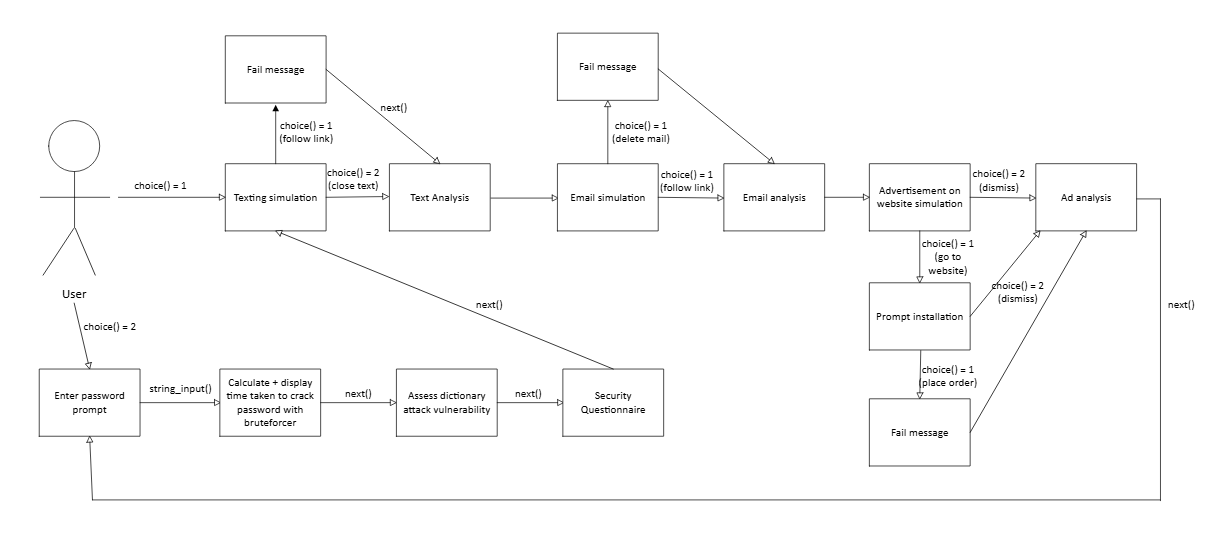 Fail message
Fail message
next()
choice() = 1
(follow link)
choice() = 1
(delete mail)
choice() = 1
Texting simulation
choice() = 2
(close text)
Text Analysis
Email simulation
choice() = 1
(follow link)
Email analysis
Advertisement on
website simulation
choice() = 2
(dismiss)
Ad analysis
choice() = 1
(go to
website)
User
choice() = 2
(dismiss)
next()
next()
Prompt installation
choice() = 2
choice() = 1
(place order)
Enter password
prompt
string_input()
Calculate + display
time taken to crack
password with
bruteforcer
next()
Assess dictionary
attack vulnerability
next()
Security
Questionnaire
Fail message